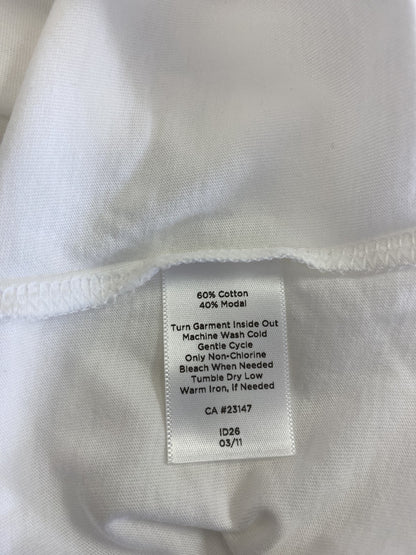 60% Cotton
40% Modal
Turn Garment Inside Out
Machine Wash Cold
Gentle Cycle
Only Non-Chlorine
Bleach When Needed
Tumble Dry Low
Warm Iron, If Needed
CA #23147
ID26
03/11